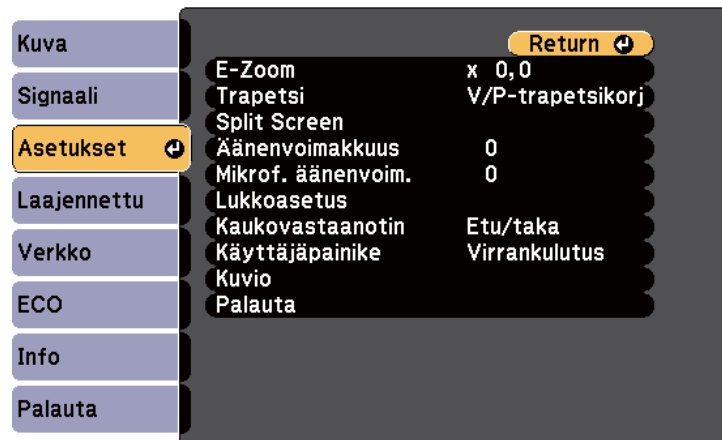 Kuva
Signaali
Asetukset
Laajennettu
Verkko
ECO
Info
Palauta
Return
E-Zoom x 0,0
Trapetsi V/P-trapetsikorj
Split Screen
Äänenvoimakkuus 0
Mikrof. äänenvoim. 0
Lukkoasetus
Kaukovastaanotin Etu/taka
Käyttäjäpainike Virrankulutus
Kuvio
Palauta